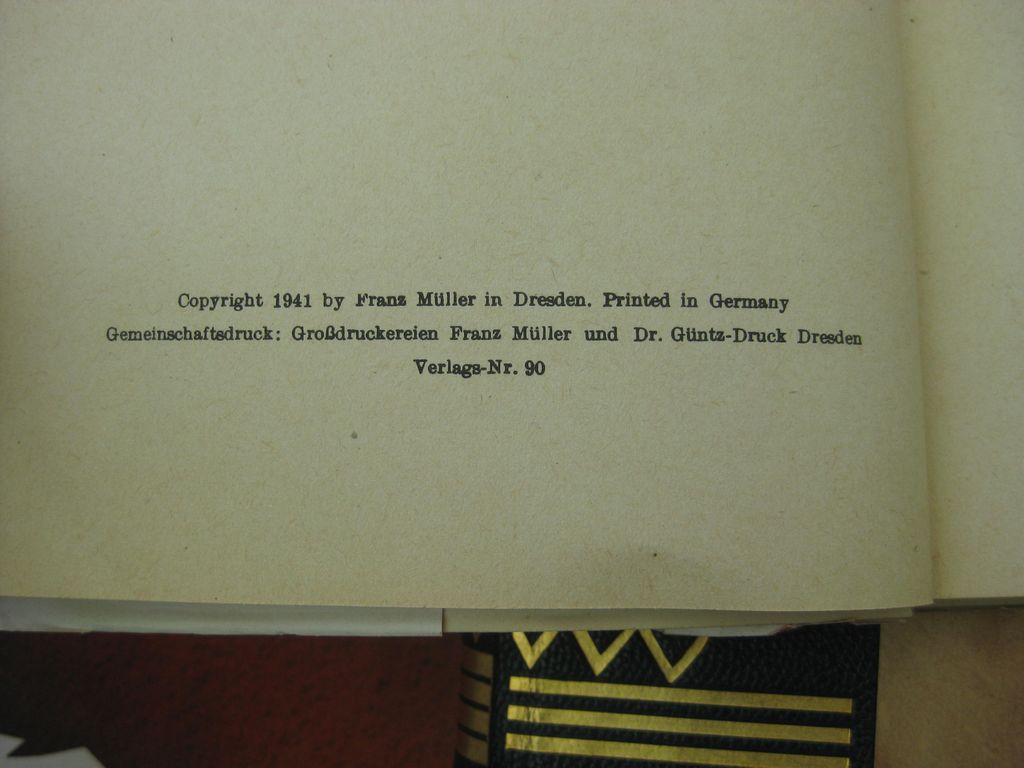 Copyright 1941 by Franz Müller in Dresden. Printed in Germany
Gemeinschaftsdruck: Großdruckereien Franz Müller und Dr. Güntz-Druck Dresden
Verlags-Nr. 90